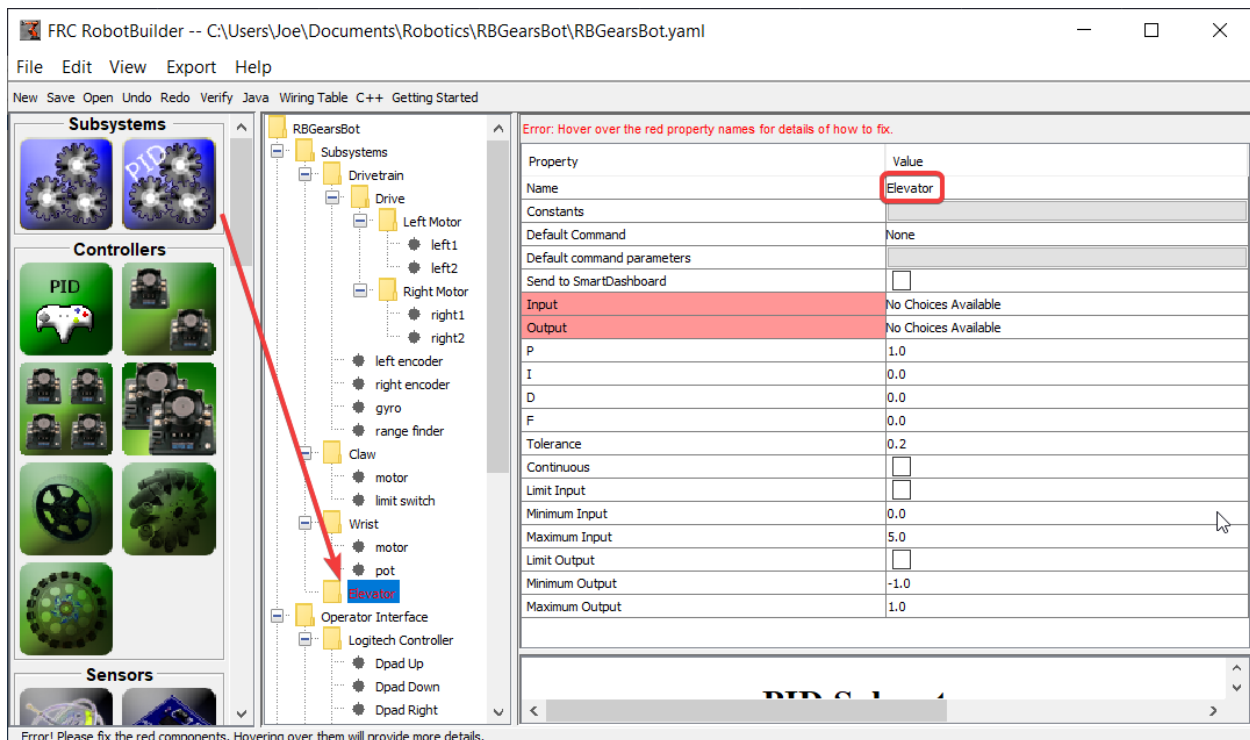 FRC RobotBuilder -- C:\Users\Joe\Documents\Robotics\RBGearsBot\RBGearsBot.yaml
File Edit View Export Help
New Save Open Undo Redo Verify Java Wiring Table C++ Getting Started
Subsystems
PID
Controllers
PID
Sensors
RBGearsBot
Subsystems
Drivetrain
Drive
Left Motor
left1
left2
Right Motor
right1
right2
left encoder
right encoder
gyro
range finder
Claw
motor
limit switch
Wrist
motor
pot
Elevator
Operator Interface
Logitech Controller
Dpad Up
Dpad Down
Dpad Right
Error: Hover over the red property names for details of how to fix.
Property Value
Name Elevator
Constants
Default Command None
Default command parameters
Send to SmartDashboard
Input No Choices Available
Output No Choices Available
P 1.0
I 0.0
D 0.0
F 0.0
Tolerance 0.2
Continuous
Limit Input
Minimum Input 0.0
Maximum Input 5.0
Limit Output
Minimum Output -1.0
Maximum Output 1.0
PID
Error! Please fix the red components. Hovering over them will provide more details.